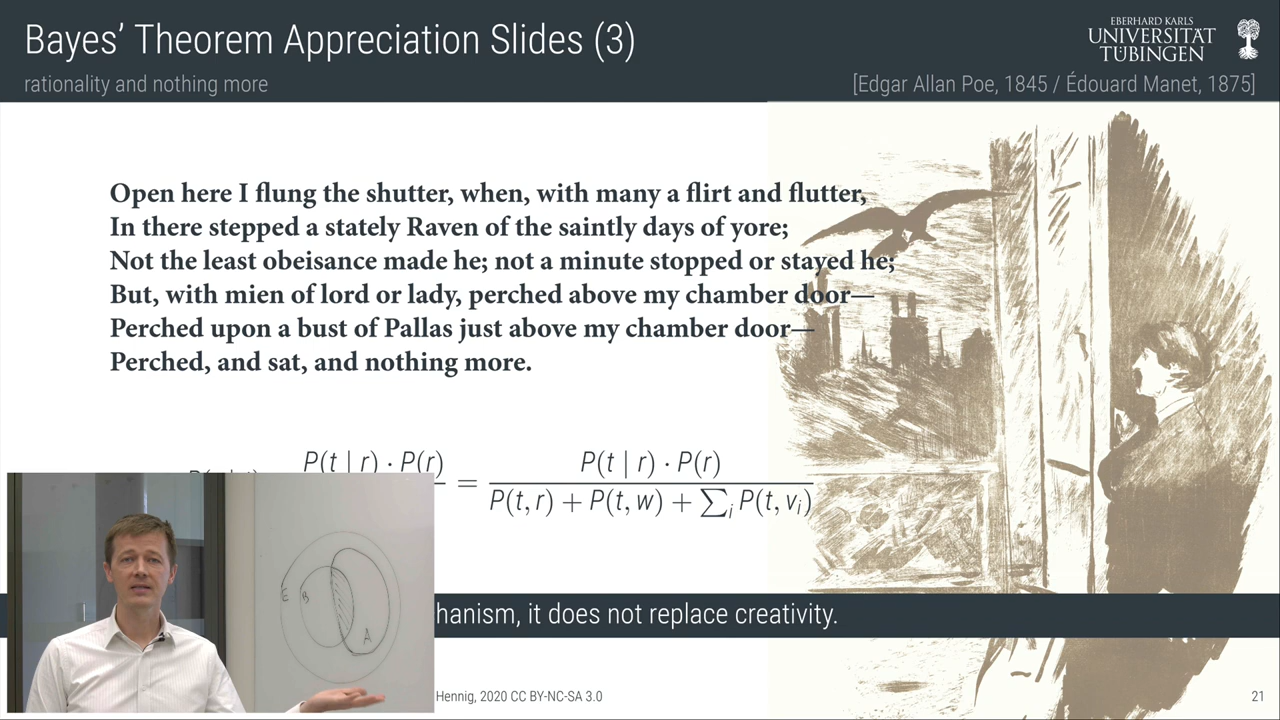 Bayes’ Theorem Appreciation Slides (3)
rationality and nothing more
EBERHARD KARLS
UNIVERSITÄT
TÜBINGEN
[Edgar Allan Poe, 1845 / Édouard Manet, 1875]
Open here I flung the shutter, when, with many a flirt and flutter,
In there stepped a stately Raven of the saintly days of yore;
Not the least obeisance made he; not a minute stopped or stayed he;
But, with mien of lord or lady, perched above my chamber door—
Perched upon a bust of Pallas just above my chamber door—
Perched, and sat, and nothing more.
P(t | r) · P(r)
=
P(t | r) · P(r)
P(t, r) + P(t, w) + ∑i P(t, vi)
B
A
hanism, it does not replace creativity.
Hennig, 2020 CC BY-NC-SA 3.0
21